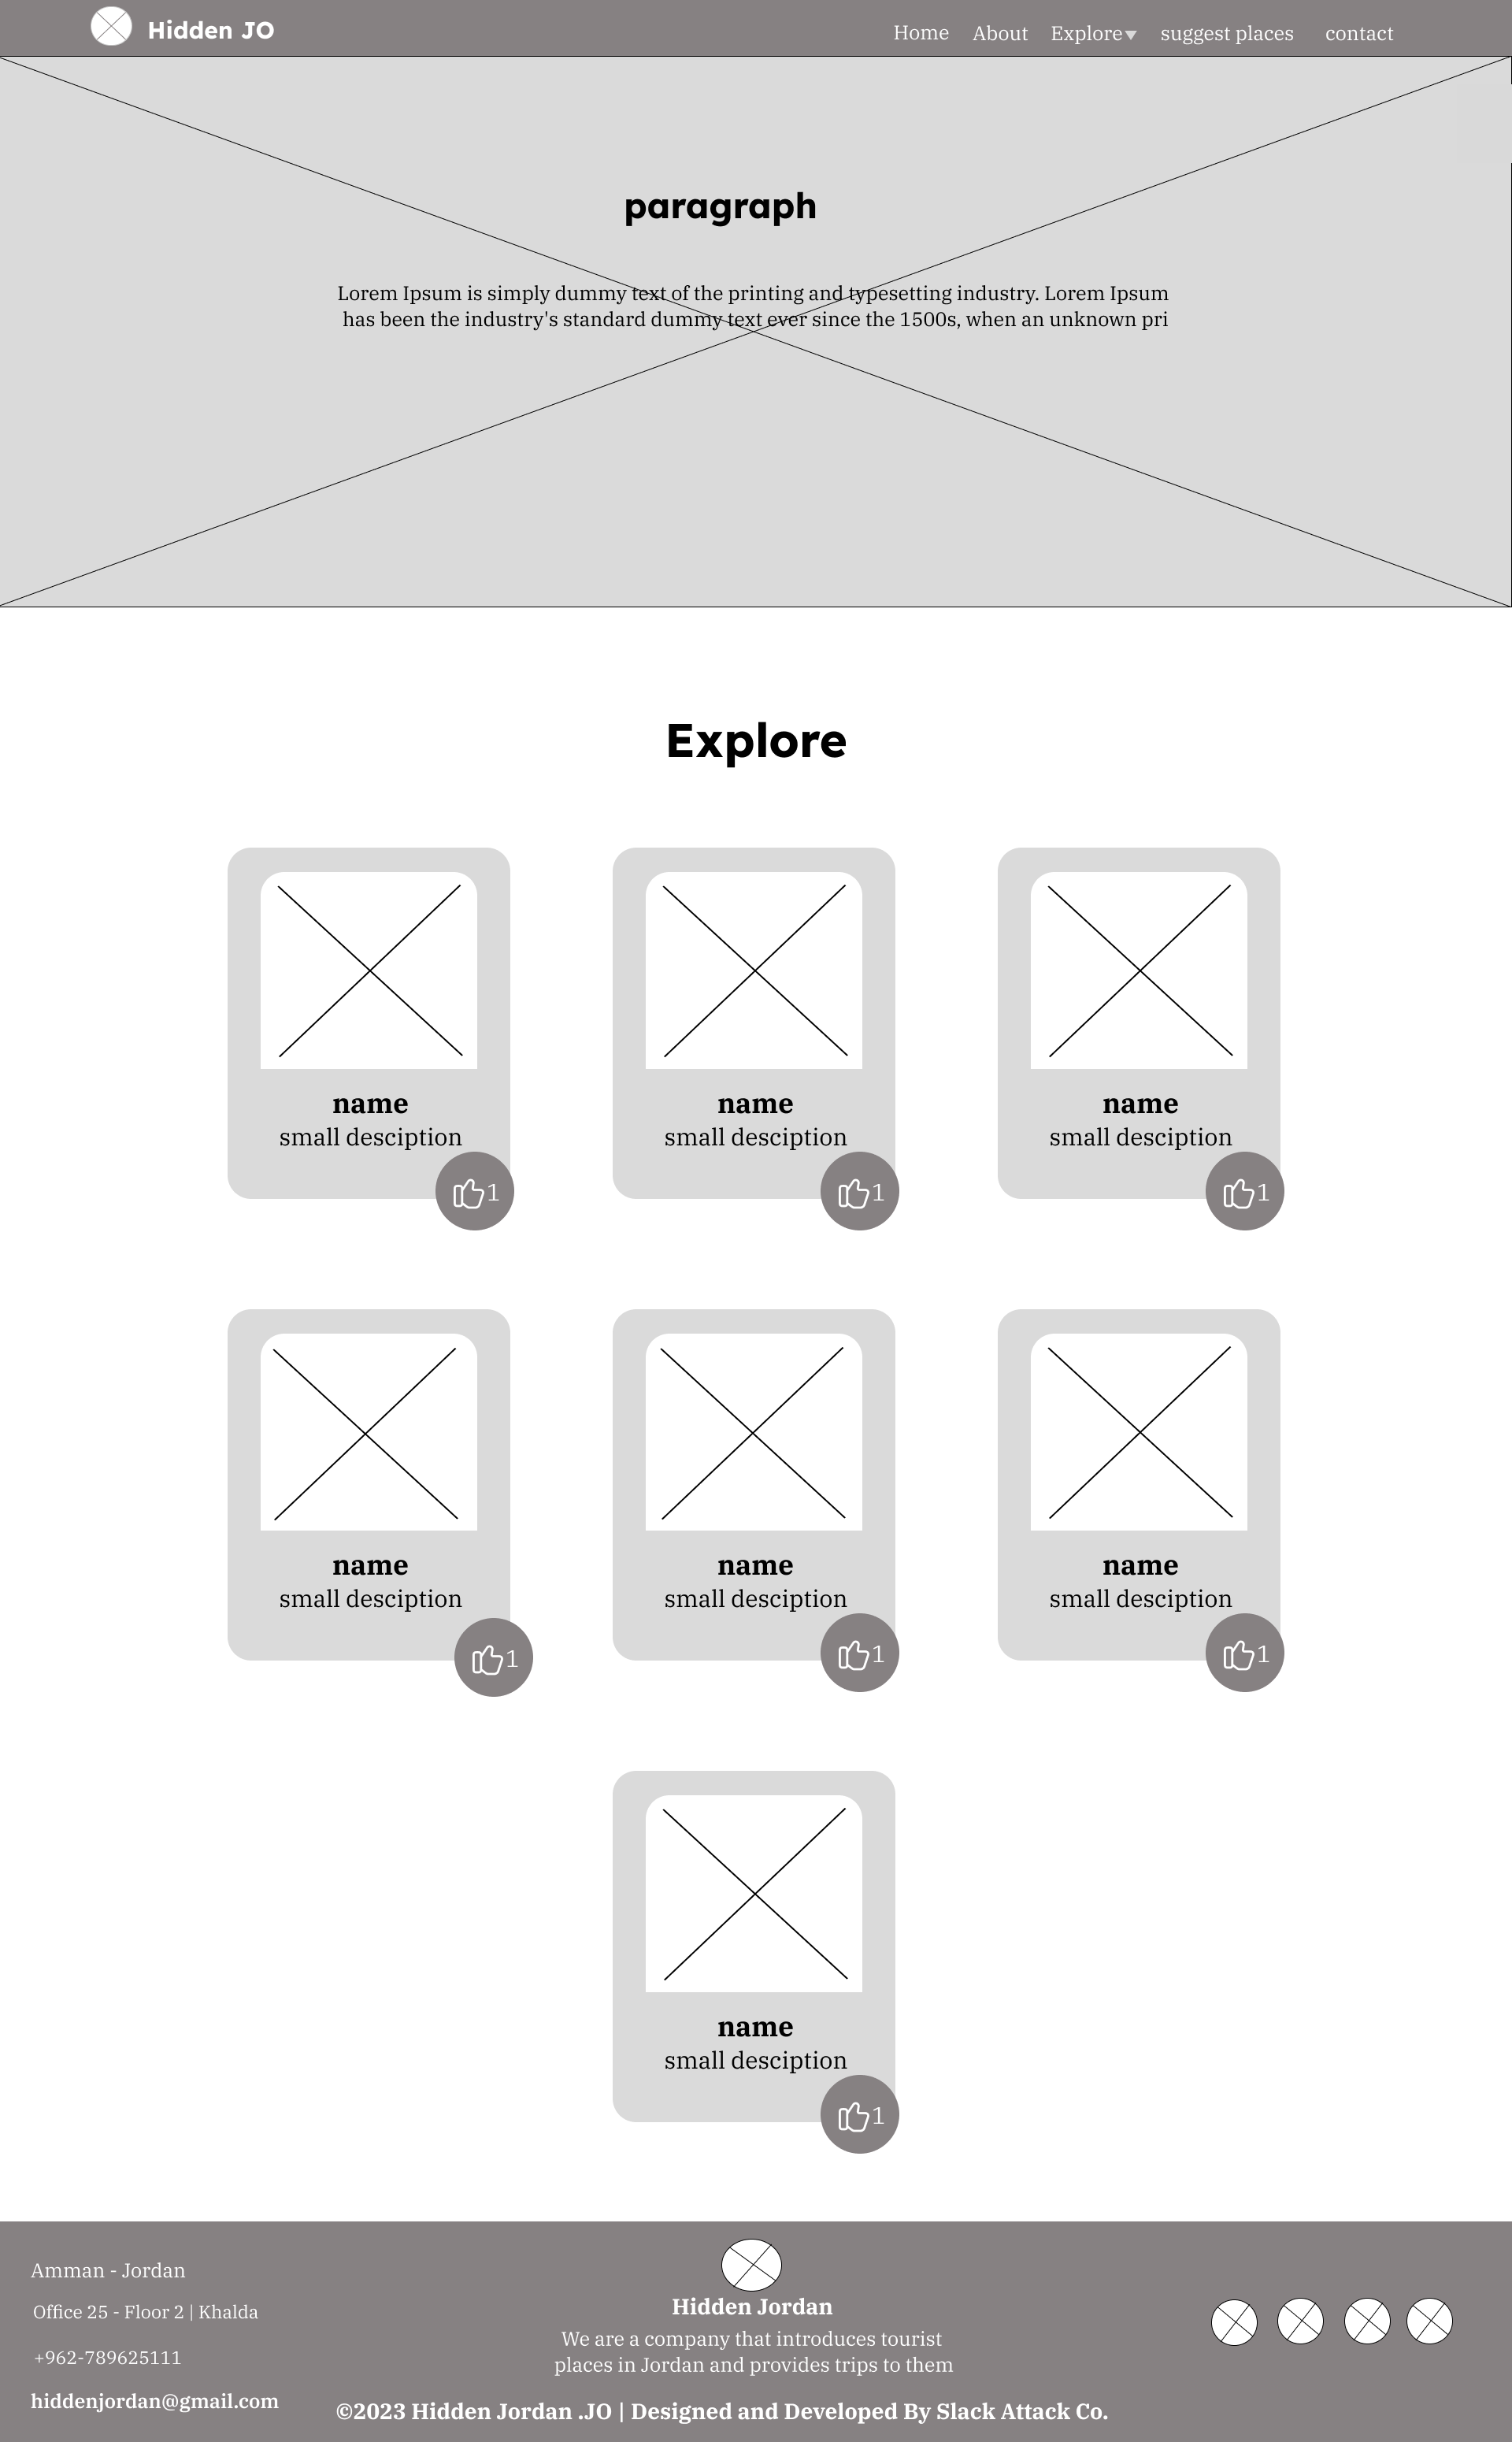 Hidden JO
Home About Explore suggest places contact
paragraph
Lorem Ipsum is simply dummy text of the printing and typesetting industry. Lorem Ipsum
has been the industry's standard dummy text ever since the 1500s, when an unknown pri
Explore
name name name
small desciption small desciption small desciption
1 1 1
name name name
small desciption small desciption small desciption
1 1 1
name
small desciption
1
Amman - Jordan
Office 25 - Floor 2 | Khalda
+962-789625111
hiddenjordan@gmail.com
Hidden Jordan
We are a company that introduces tourist
places in Jordan and provides trips to them
©2023 Hidden Jordan .JO | Designed and Developed By Slack Attack Co.